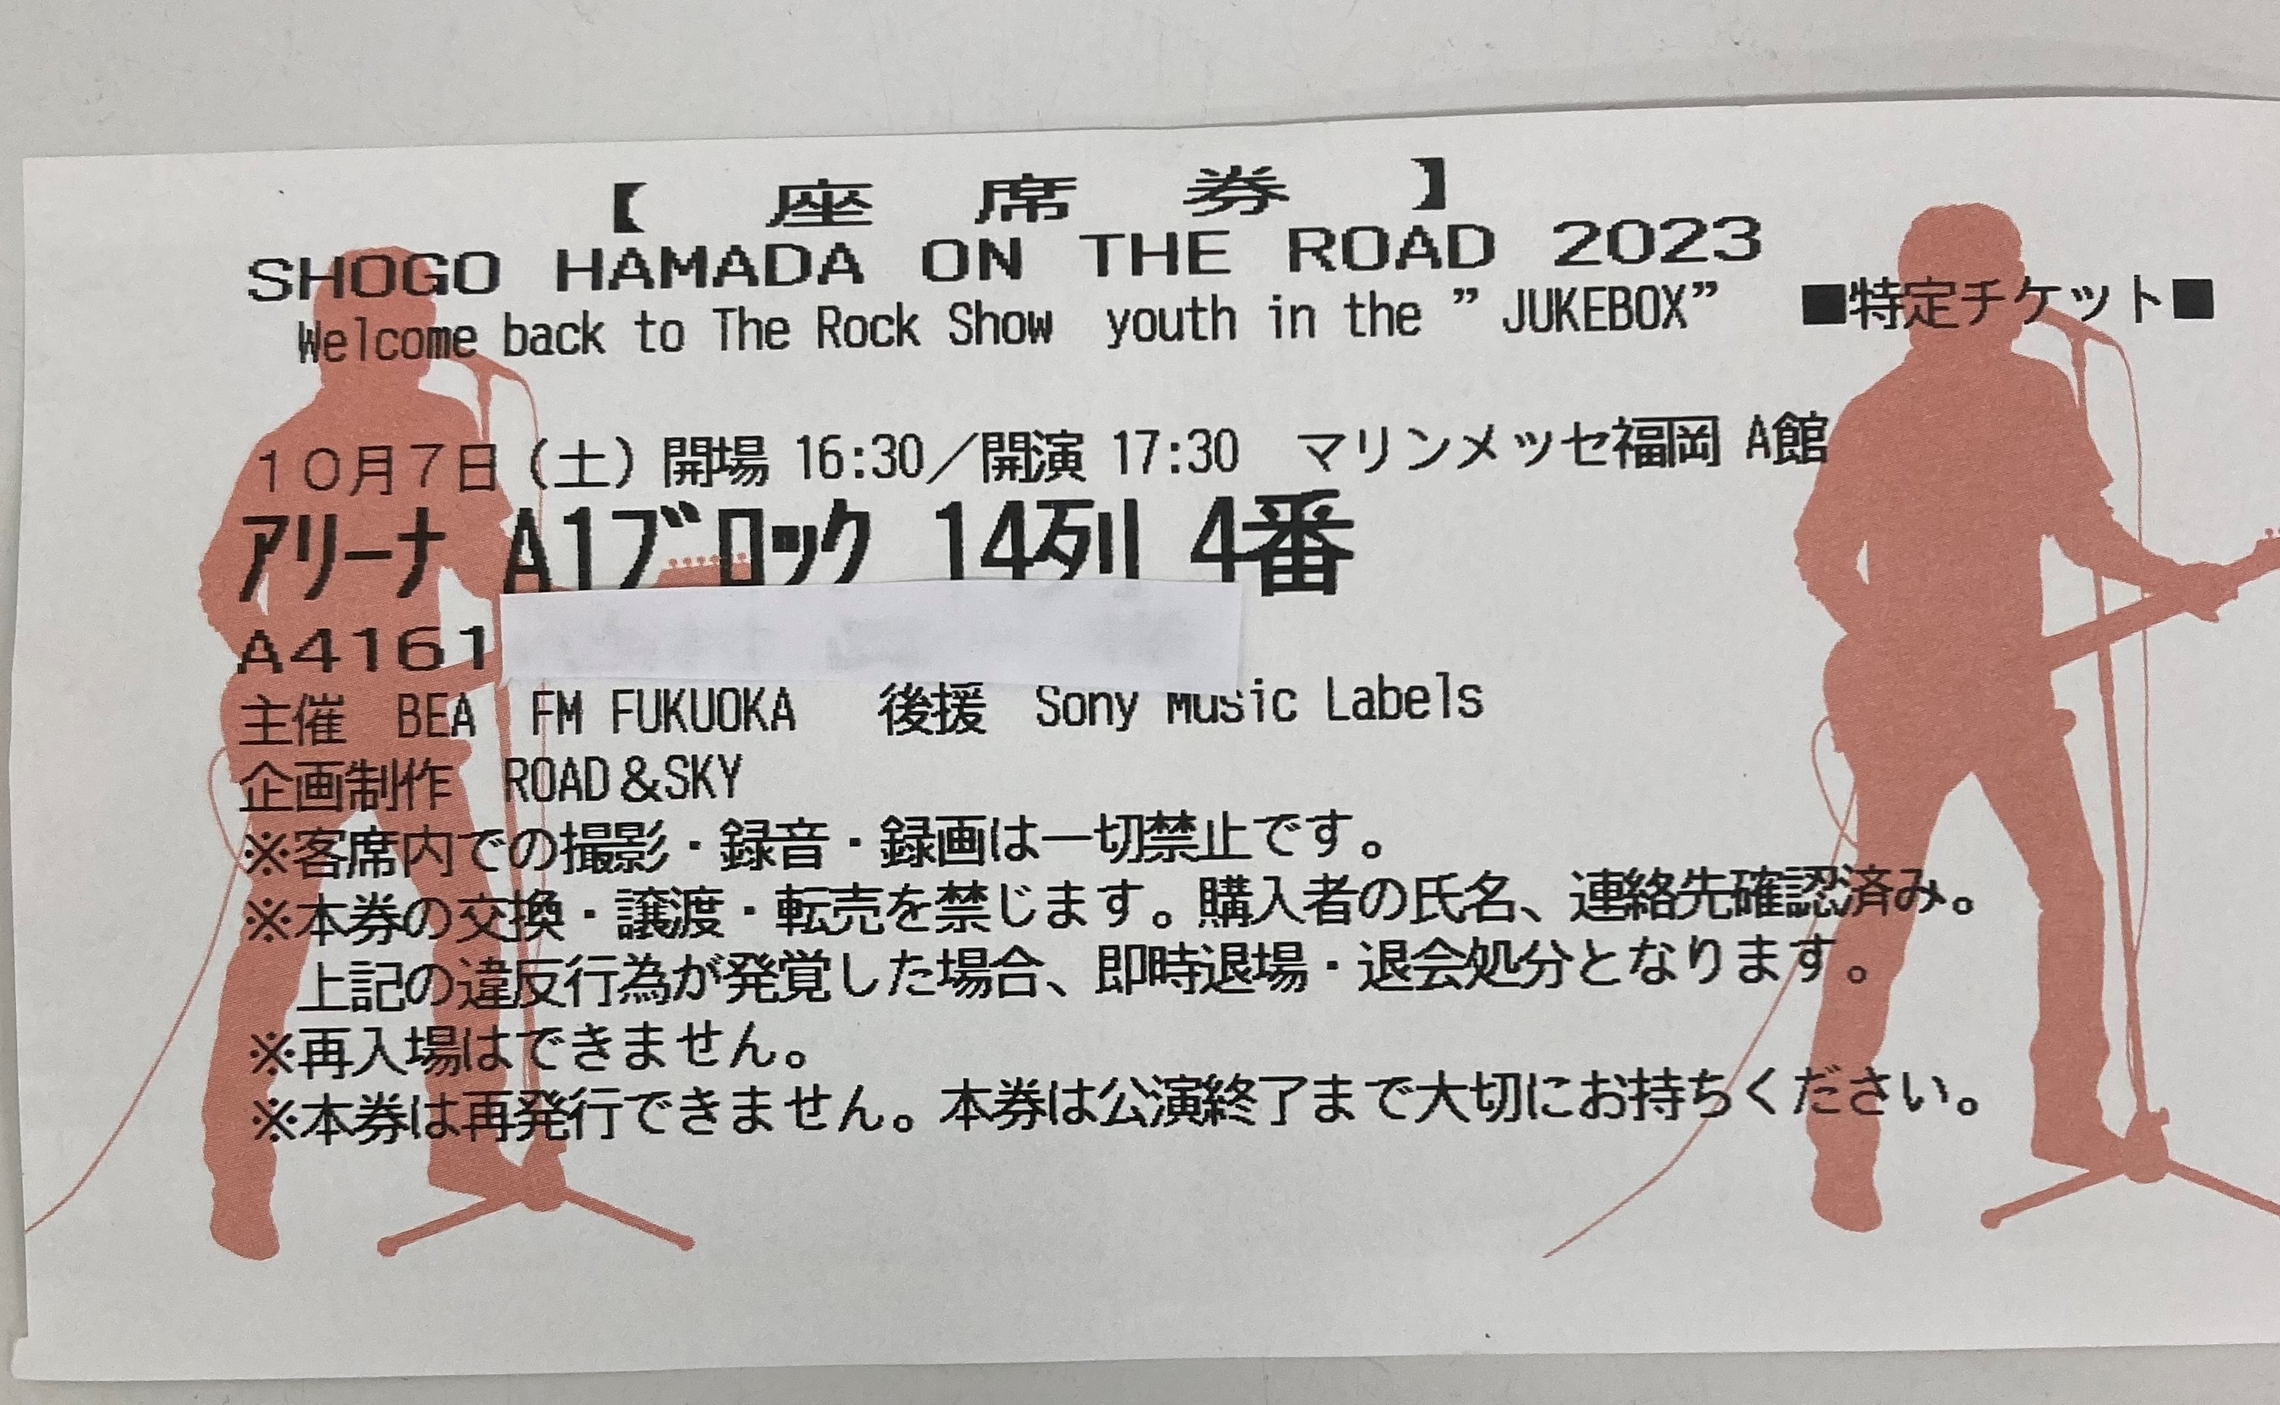 【 座 席 券 】
SHOGO HAMADA ON THE ROAD 2023
Welcome back to The Rock Show youth in the ”JUKEBOX” ■特定チケット■
１０月７日（土）開場 16:30／開演 17:30 マリンメッセ福岡 A館
ｱﾘｰﾅ A1ﾌﾞﾛｯｸ 14列 4番
A4161
主催 BEA FM FUKUOKA 後援 Sony Music Labels
企画制作 ROAD＆SKY
※客席内での撮影・録音・録画は一切禁止です。
※本券の交換・譲渡・転売を禁じます。購入者の氏名、連絡先確認済み。
上記の違反行為が発覚した場合、即時退場・退会処分となります。
※再入場はできません。
※本券は再発行できません。本券は公演終了まで大切にお持ちください。